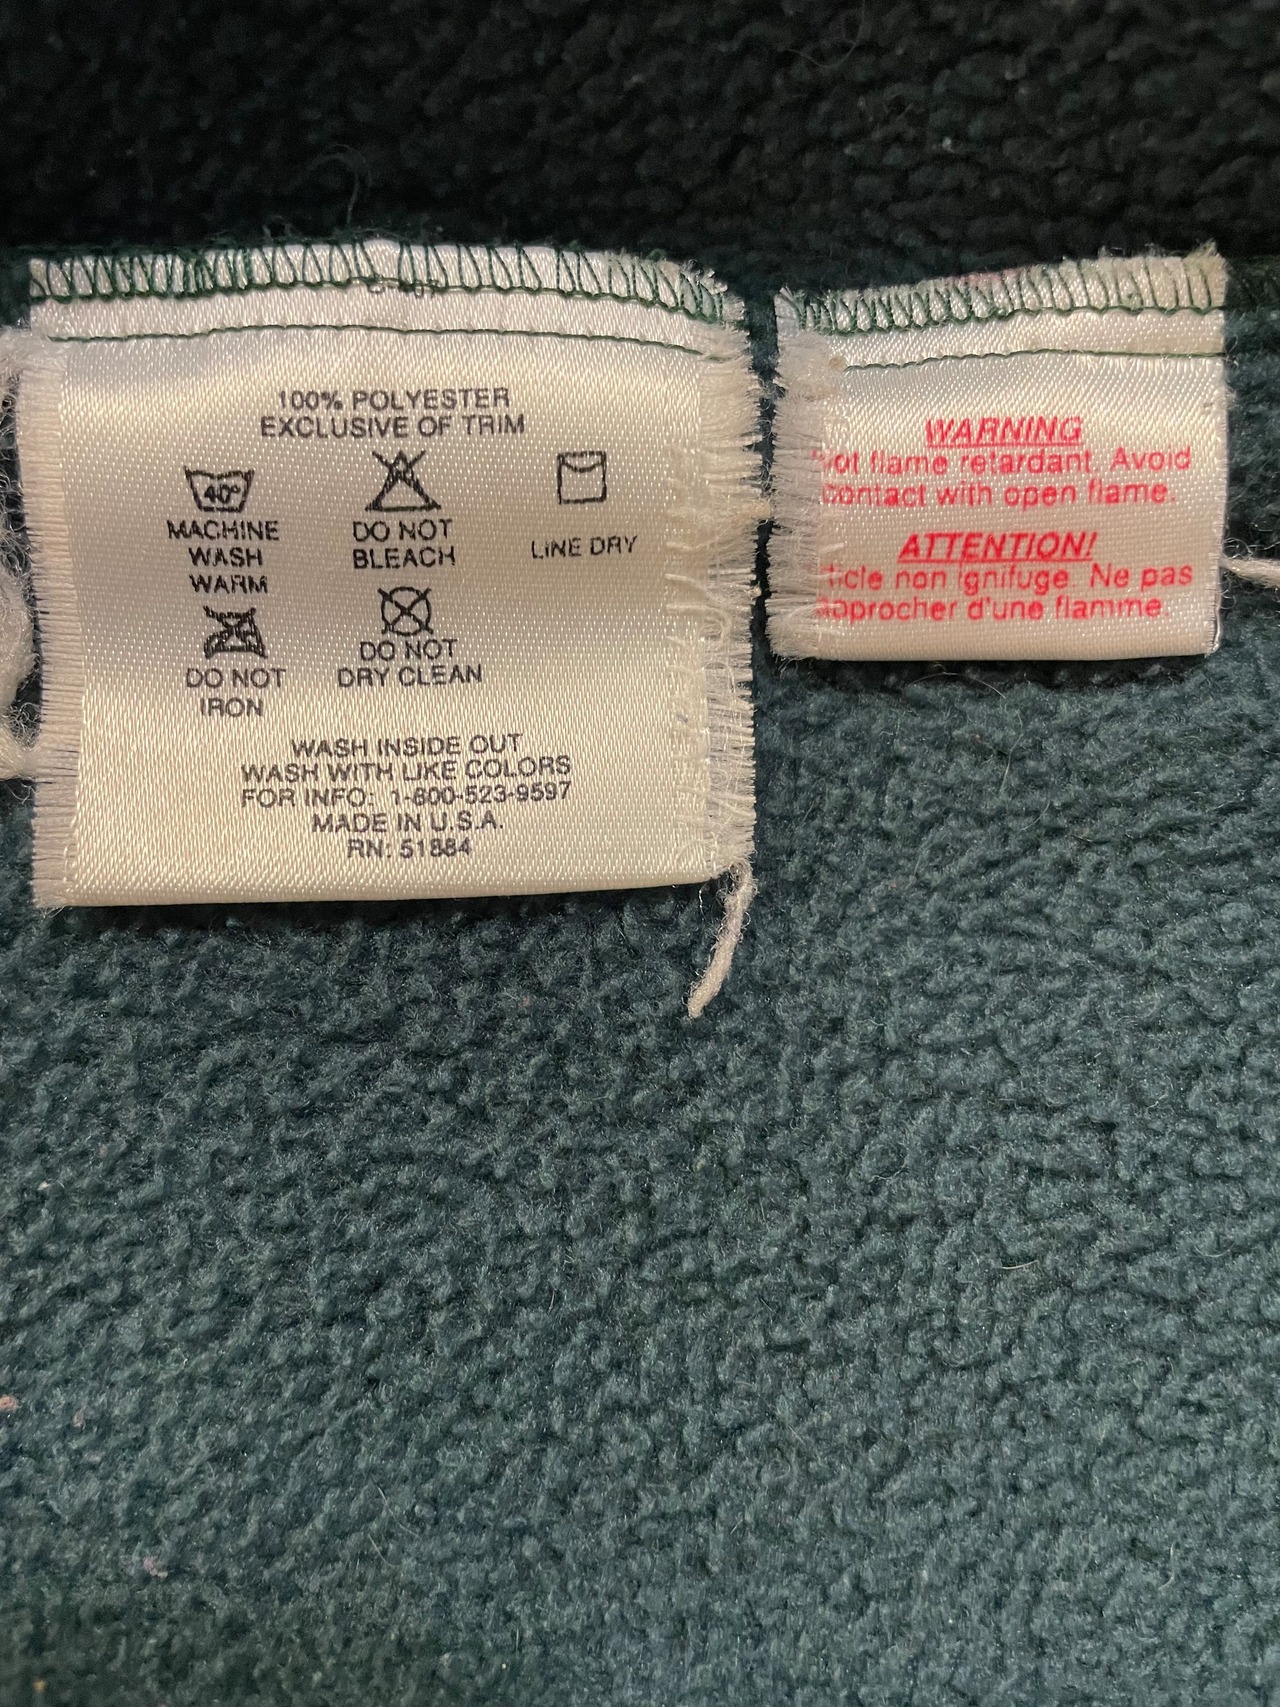 100% POLYESTER
EXCLUSIVE OF TRIM
40°
MACHINE
WASH
WARM
DO NOT
BLEACH
LINE DRY
DO NOT
IRON
DO NOT
DRY CLEAN
WASH INSIDE OUT
WASH WITH LIKE COLORS
FOR INFO: 1-800-523-9597
MADE IN U.S.A.
RN: 51884
WARNING
Not flame retardant. Avoid
contact with open flame.
ATTENTION!
non ignifuge. Ne pas
approcher d'une flamme.